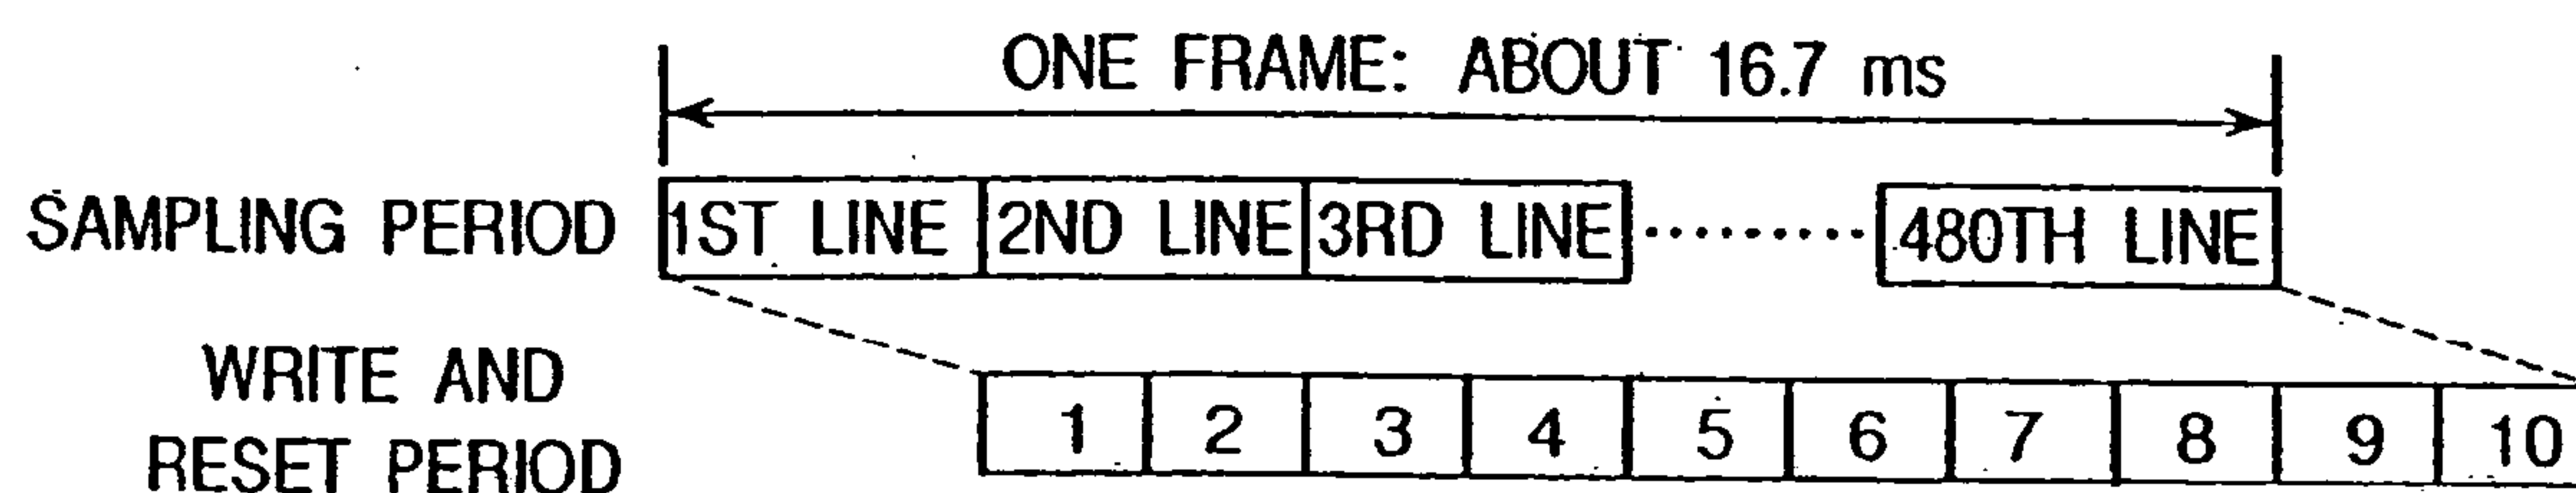 ONE FRAME: ABOUT 16.7 ms
SAMPLING PERIOD 1ST LINE 2ND LINE 3RD LINE ......... 480TH LINE
WRITE AND
RESET PERIOD 1 2 3 4 5 6 7 8 9 10